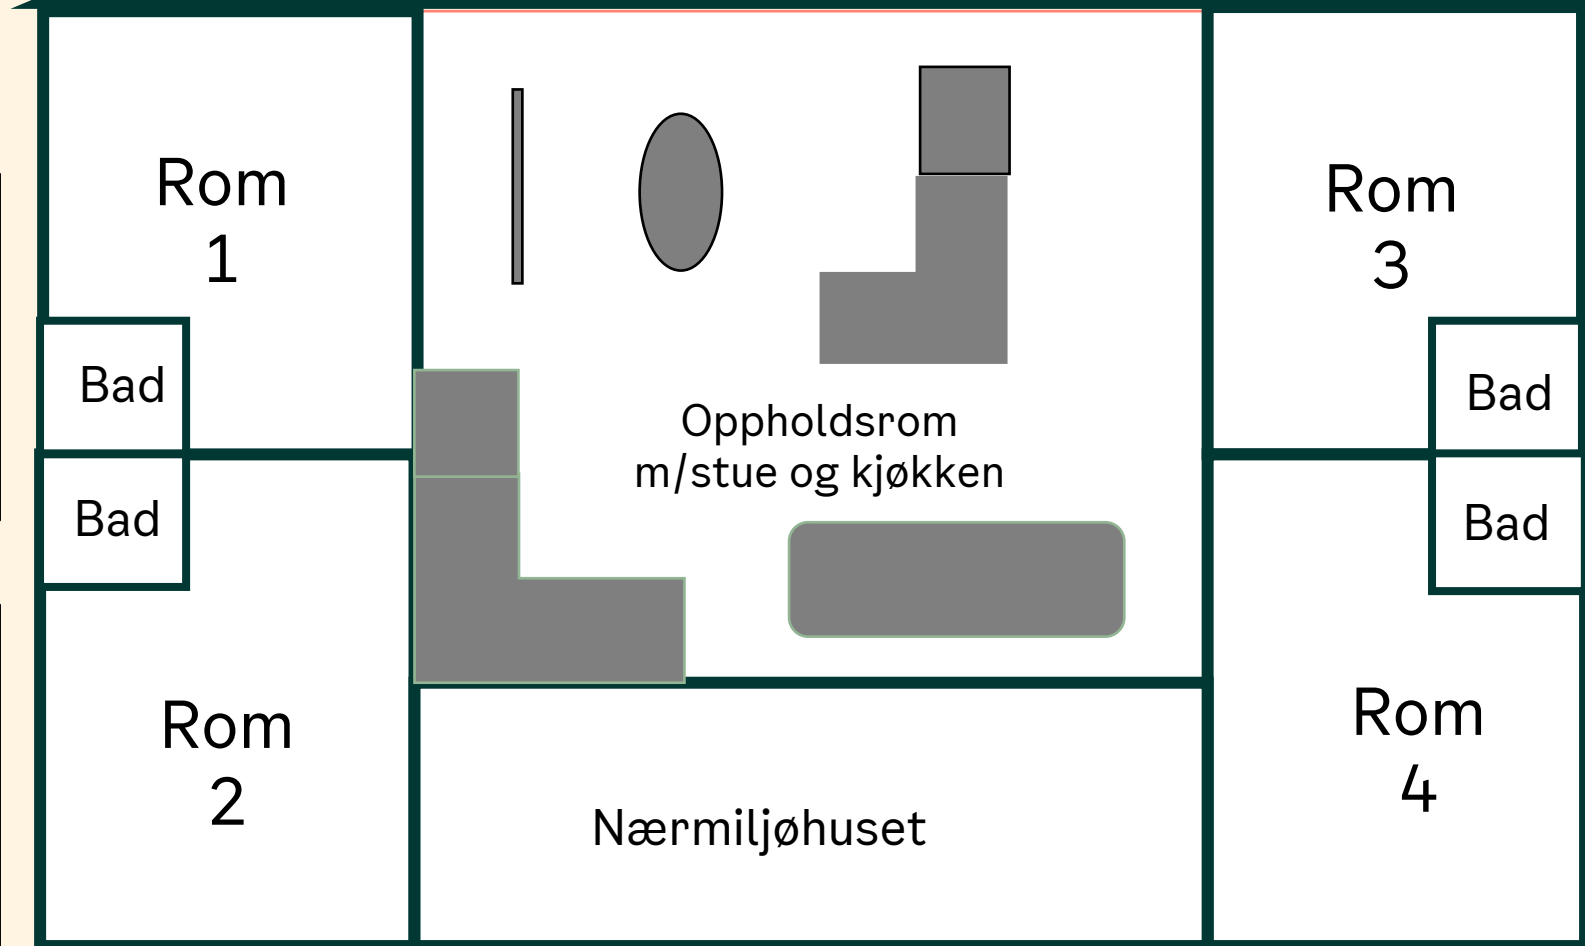 Rom
1
Bad
Bad
Rom
2
Oppholdsrom
m/stue og kjøkken
Nærmiljøhuset
Rom
3
Bad
Bad
Rom
4